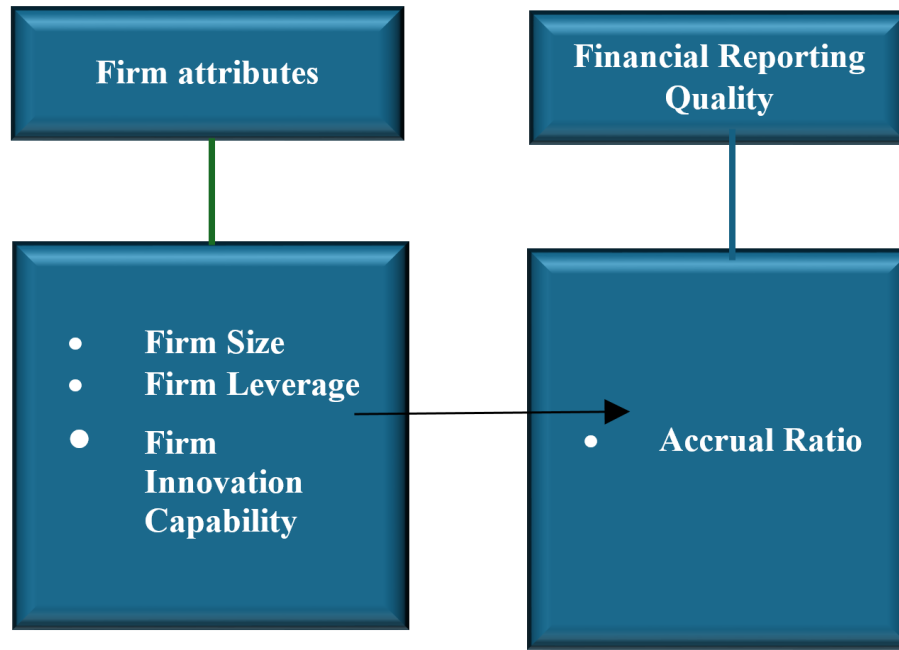 Firm attributes
Financial Reporting
Quality
• Firm Size
• Firm Leverage
• Firm
Innovation
Capability
• Accrual Ratio